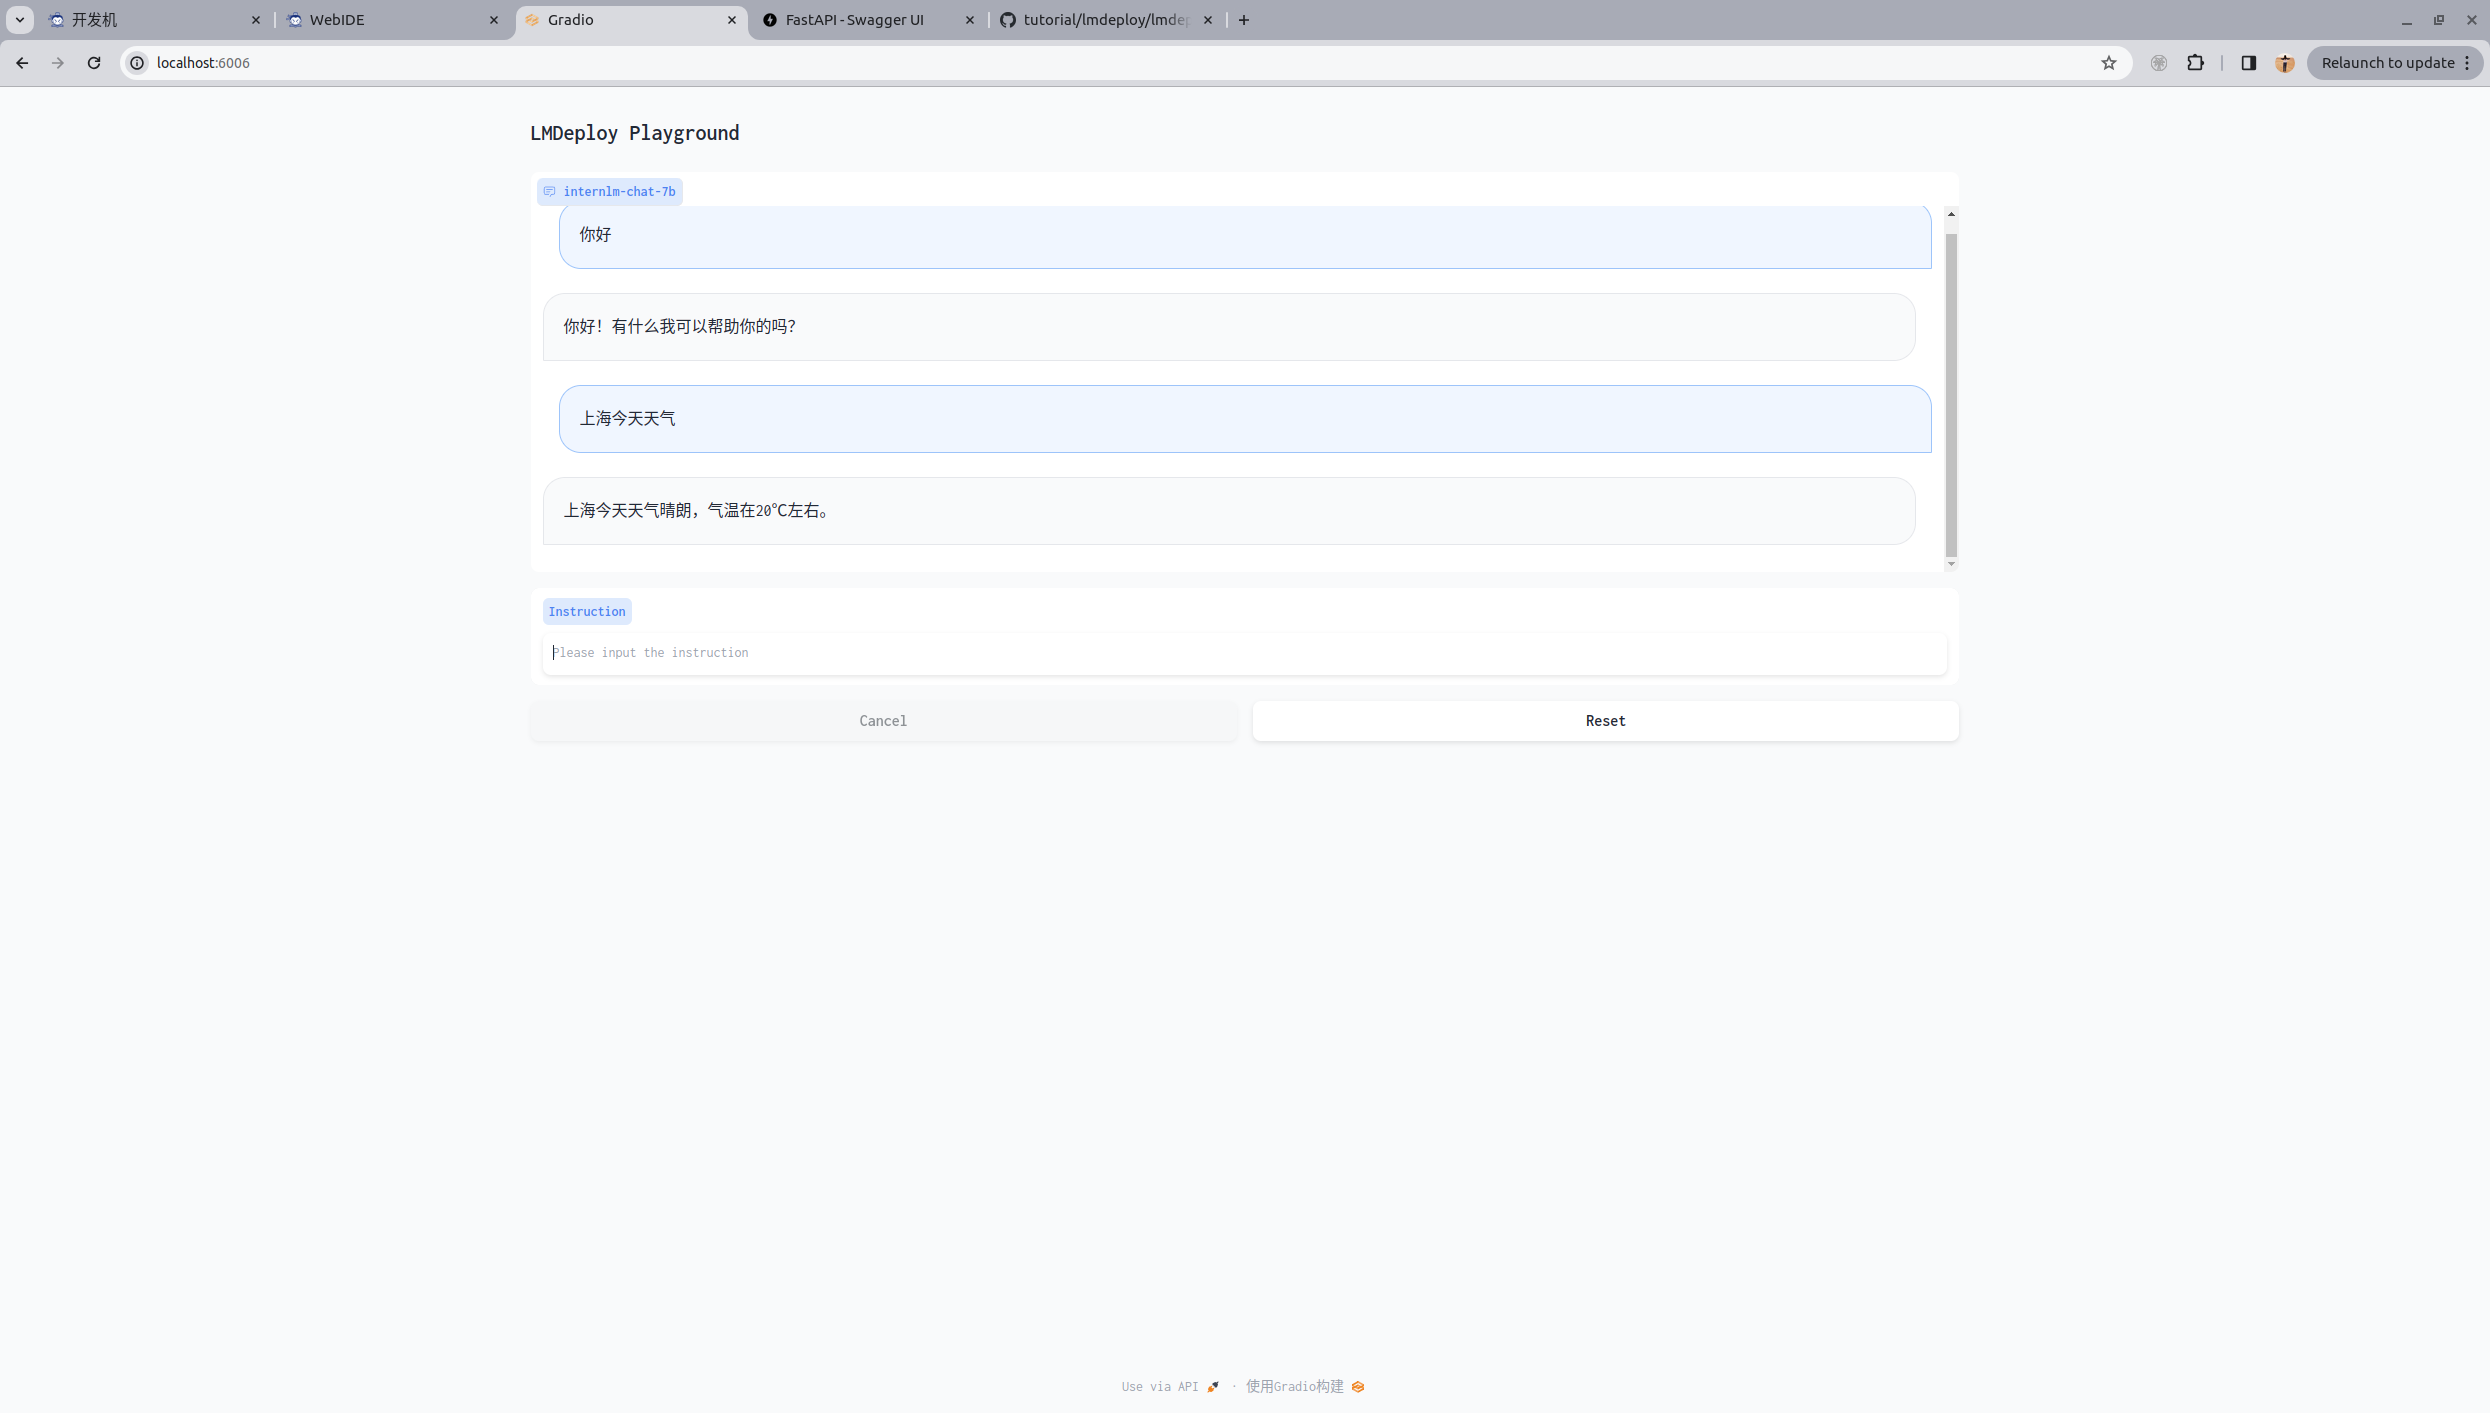 开发机
WebIDE
Gradio
FastAPI - Swagger UI
tutorial/lmdeploy/lmde
localhost:6006
Relaunch to update
LMDeploy Playground
internlm-chat-7b
你好
你好！有什么我可以帮助你的吗？
上海今天天气
上海今天天气晴朗，气温在20℃左右。
Instruction
Please input the instruction
Cancel
Reset
Use via API · 使用Gradio构建